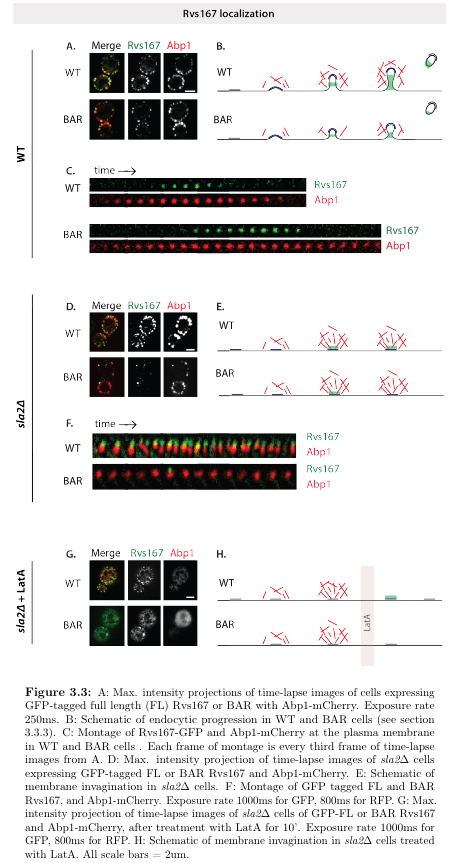 Rvs167 localization
A. Merge Rvs167 Abp1 B.
WT WT
BAR BAR
WT
C. time
WT Rvs167
Abp1
BAR Rvs167
Abp1
D. Merge Rvs167 Abp1 E.
WT WT
BAR BAR
sla2Δ
F. time
WT Rvs167
Abp1
BAR Rvs167
Abp1
G. Merge Rvs167 Abp1 H.
WT WT
BAR BAR
LatA
sla2Δ + LatA
Figure 3.3: A: Max. intensity projections of time-lapse images of cells expressing
GFP-tagged full length (FL) Rvs167 or BAR with Abp1-mCherry. Exposure rate
250ms. B: Schematic of endocytic progression in WT and BAR cells (see section
3.3.3). C: Montage of Rvs167-GFP and Abp1-mCherry at the plasma membrane
in WT and BAR cells . Each frame of montage is every third frame of time-lapse
images from A. D: Max. intensity projection of time-lapse images of sla2Δ cells
expressing GFP-tagged FL or BAR Rvs167 and Abp1-mCherry. E: Schematic of
membrane invagination in sla2Δ cells. F: Montage of GFP tagged FL and BAR
Rvs167, and Abp1-mCherry. Exposure rate 1000ms for GFP, 800ms for RFP. G: Max.
intensity projection of time-lapse images of sla2Δ cells of GFP-FL or BAR Rvs167
and Abp1-mCherry, after treatment with LatA for 10'. Exposure rate 1000ms for
GFP, 800ms for RFP. H: Schematic of membrane invagination in sla2Δ cells treated
with LatA. All scale bars = 2um.